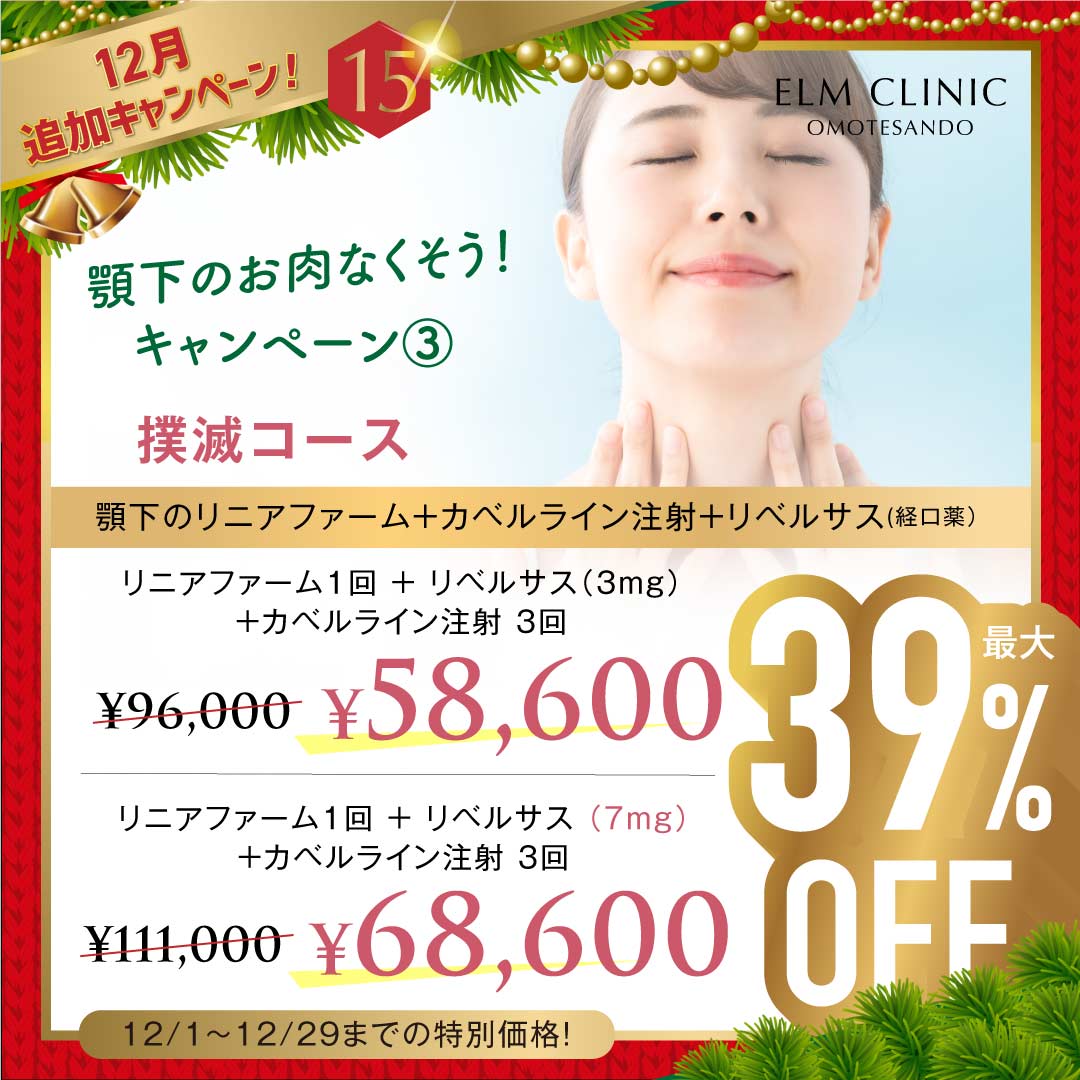 12月
追加キャンペーン!
15
ELM CLINIC
OMOTESANDO
顎下のお肉なくそう!
キャンペーン③
撲滅コース
顎下のリニアファーム+カベルライン注射+リベルサス(経口薬)
リニアファーム1回 + リベルサス(3mg)
+カベルライン注射 3回
¥96,000 ¥58,600
最大
39%
OFF
リニアファーム1回 + リベルサス (7mg)
+カベルライン注射 3回
¥111,000 ¥68,600
12/1~12/29までの特別価格!